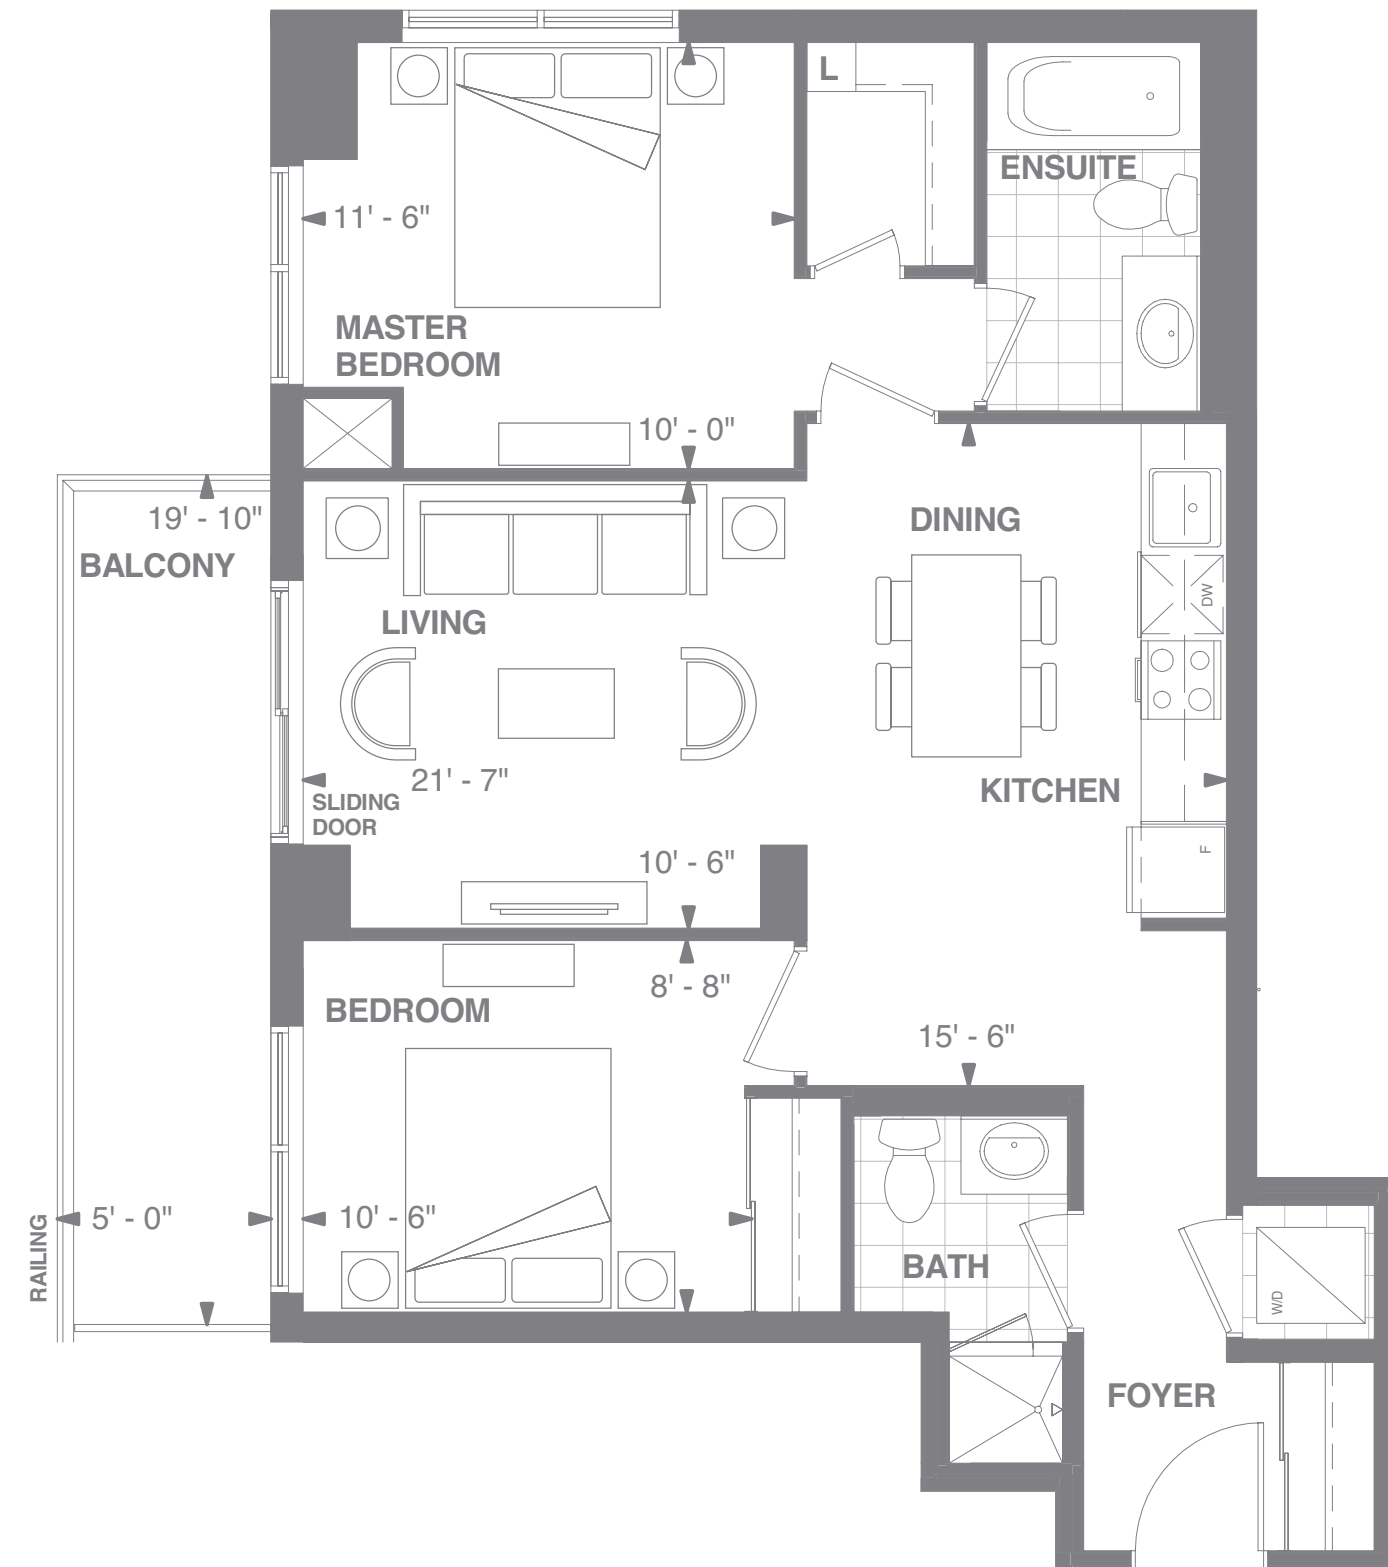 L
ENSUITE
11' - 6"
MASTER
BEDROOM
10' - 0"
19' - 10"
BALCONY
DINING
DW
LIVING
21' - 7"
SLIDING
DOOR
KITCHEN
F
10' - 6"
8' - 8"
BEDROOM
15' - 6"
RAILING
5' - 0"
10' - 6"
BATH
W/D
FOYER